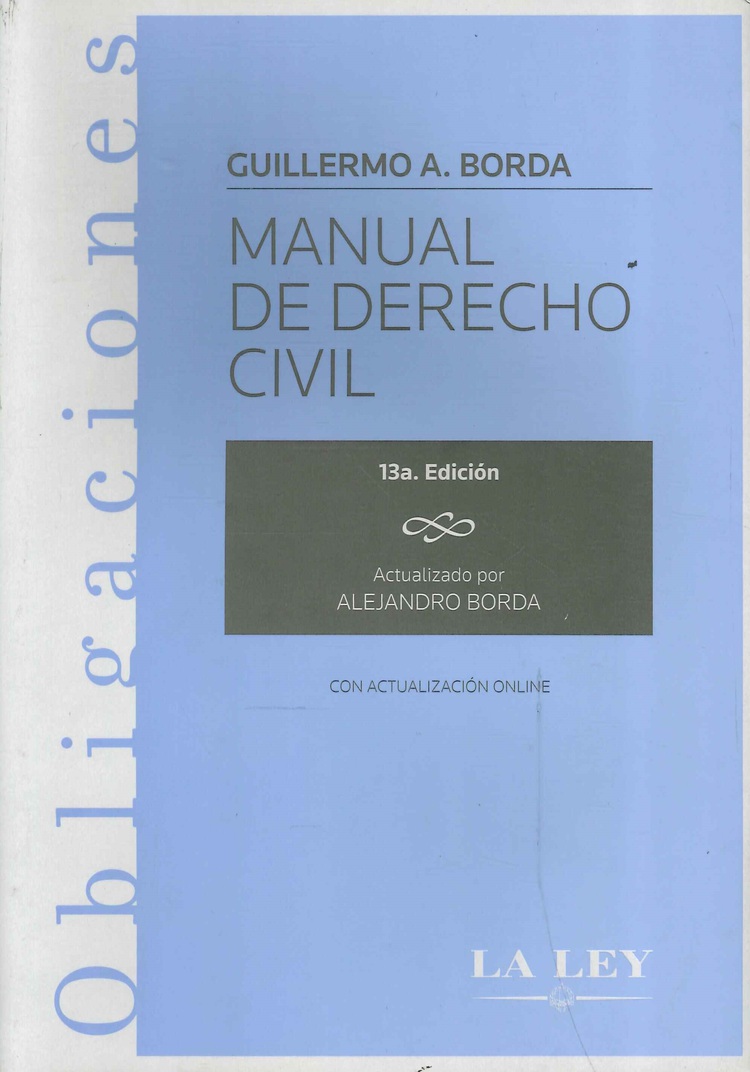 Obligaciones
GUILLERMO A. BORDA
MANUAL
DE DERECHO
CIVIL
13a. Edición
Actualizado por
ALEJANDRO BORDA
CON ACTUALIZACIÓN ONLINE
LA LEY